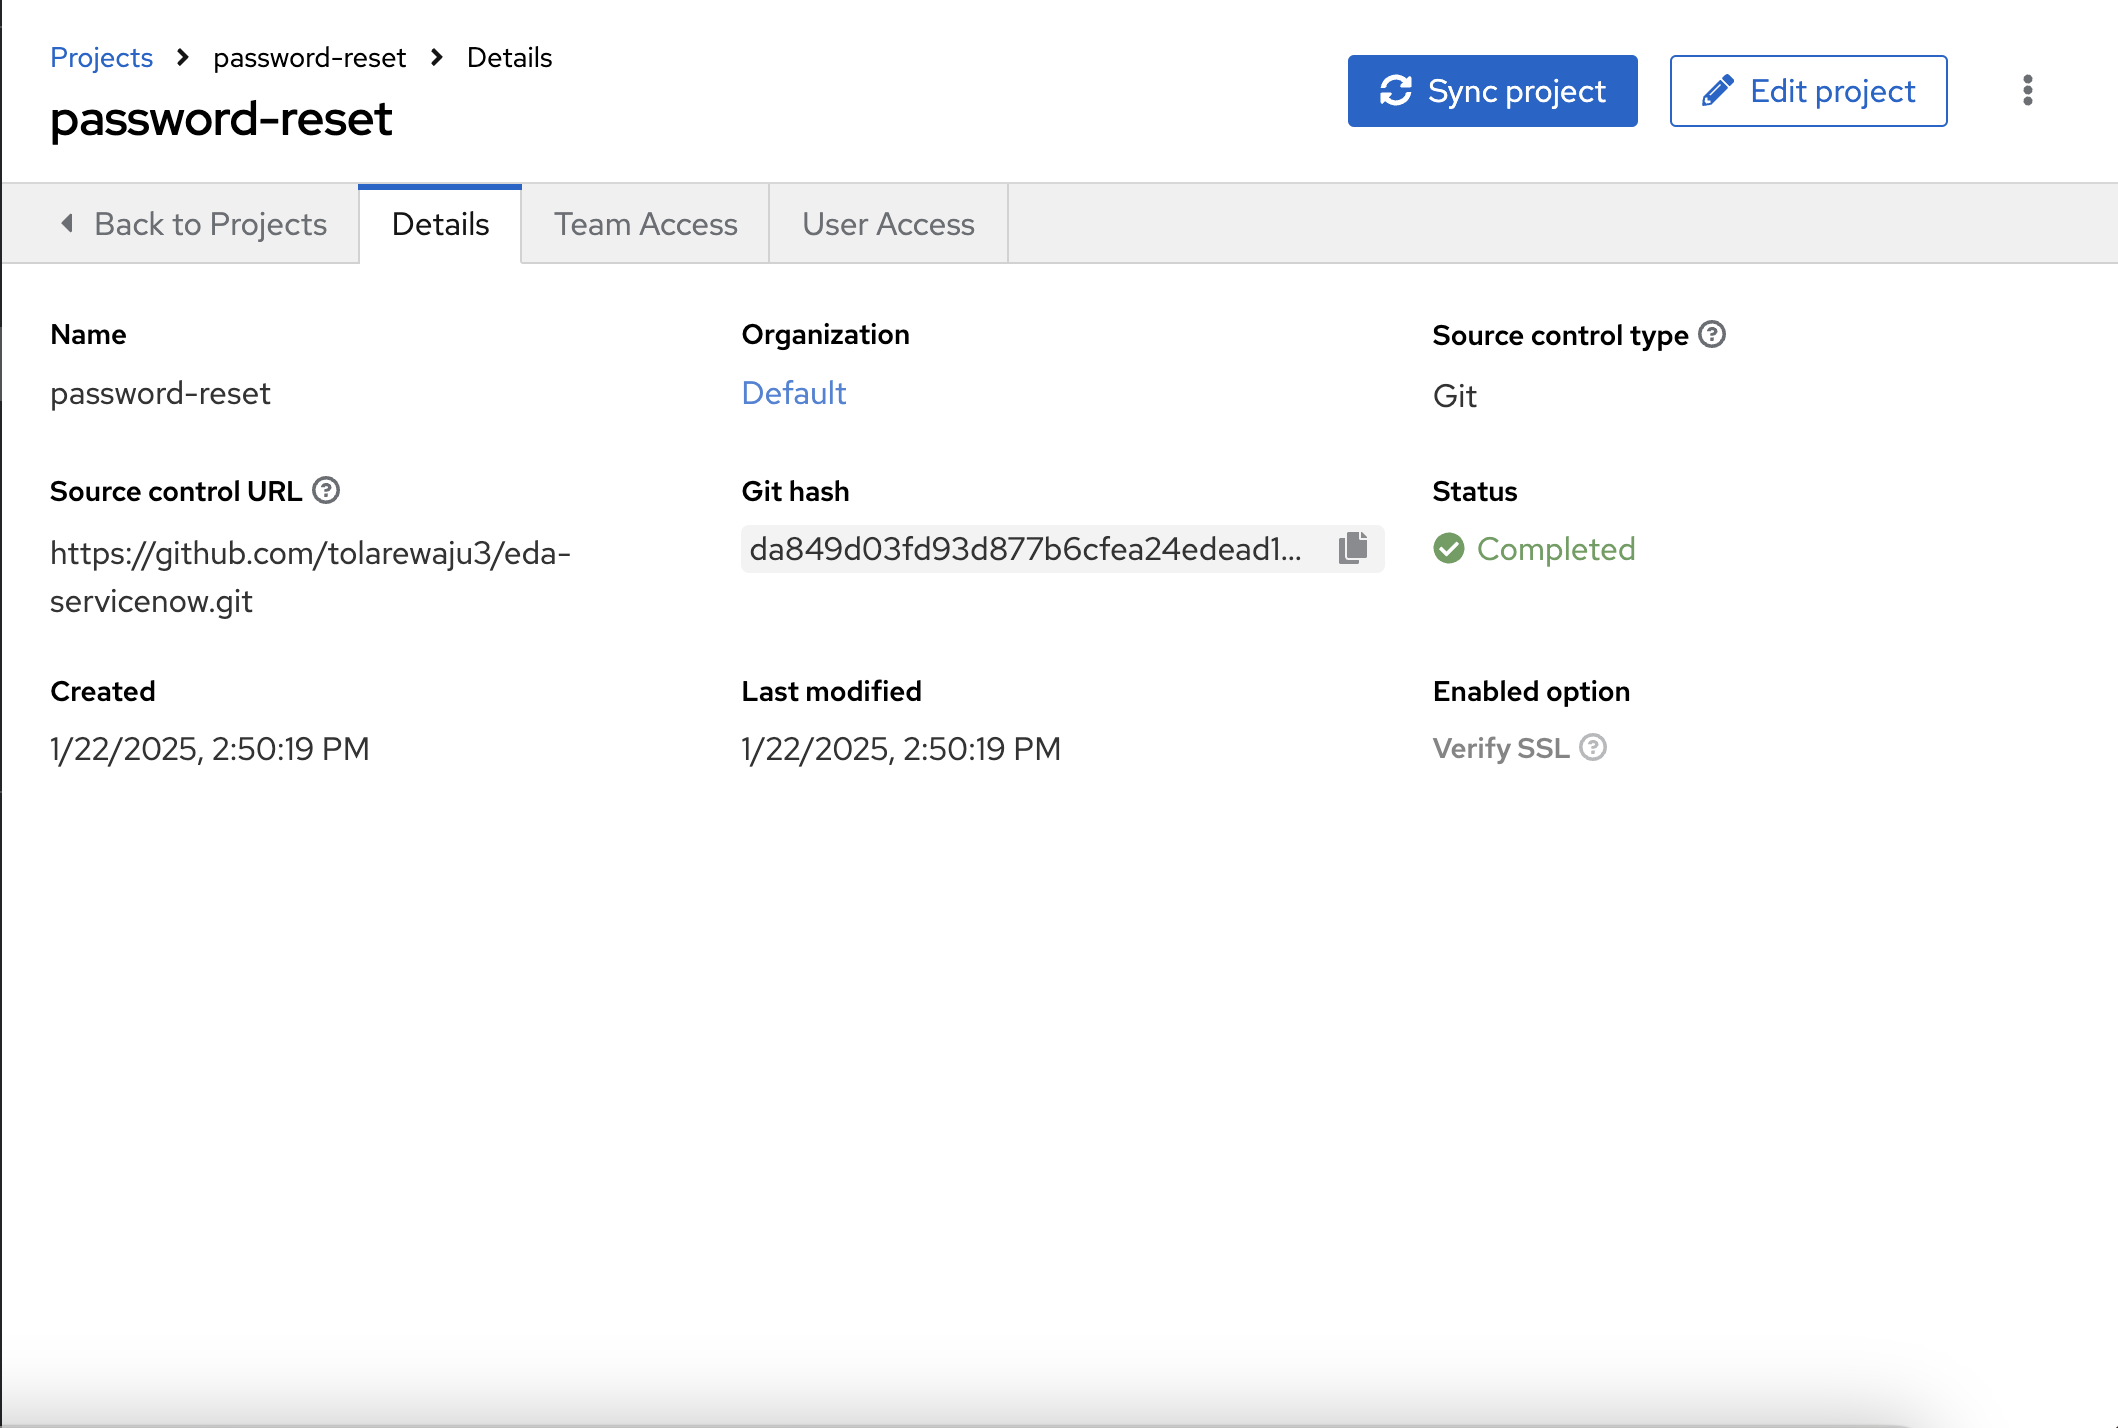 Projects > password-reset > Details
password-reset
Sync project
Edit project
Back to Projects
Details
Team Access
User Access
Name
password-reset
Organization
Default
Source control type
Git
Source control URL
https://github.com/tolarewaju3/eda-
servicenow.git
Git hash
da849d03fd93d877b6cfea24edead1...
Status
Completed
Created
1/22/2025, 2:50:19 PM
Last modified
1/22/2025, 2:50:19 PM
Enabled option
Verify SSL